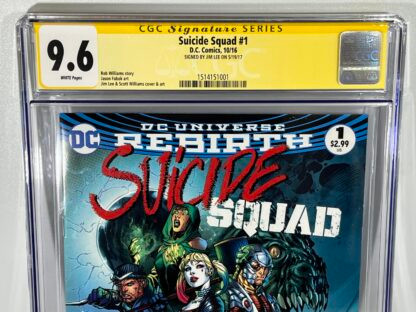 CGC Signature SERIES
9.6
WHITE Pages
Suicide Squad #1
D.C. Comics, 10/16
SIGNED BY JIM LEE ON 5/19/17
1514151001
Rob Williams story
Jason Fabok art
Jim Lee & Scott Williams cover & art
DC UNIVERSE
REBIRTH
DC
1
$2.99
US
SUICIDE
SQUAD